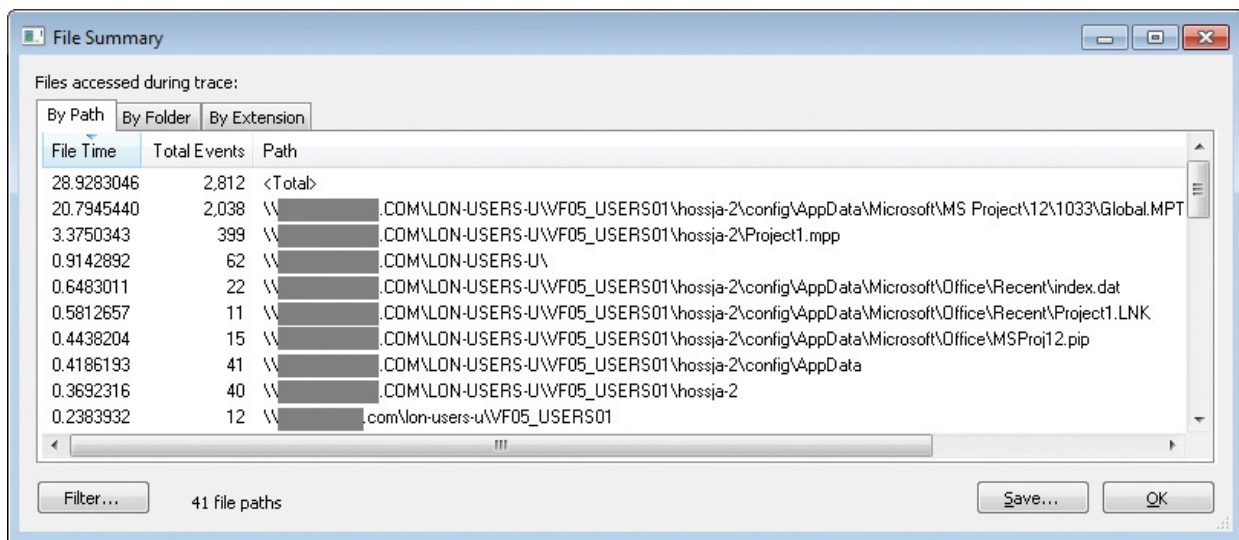 File Summary
Files accessed during trace:
By Path By Folder By Extension
File Time Total Events Path
28.9283046 2,812 <Total>
20.7945440 2,038 \\ .COM\LON-USERS-U\VF05_USERS01\hossja-2\config\AppData\Microsoft\MS Project\12\1033\Global.MPT
3.3750343 399 \\ .COM\LON-USERS-U\VF05_USERS01\hossja-2\Project1.mpp
0.9142892 62 \\ .COM\LON-USERS-U\
0.6483011 22 \\ .COM\LON-USERS-U\VF05_USERS01\hossja-2\config\AppData\Microsoft\Office\Recent\index.dat
0.5812657 11 \\ .COM\LON-USERS-U\VF05_USERS01\hossja-2\config\AppData\Microsoft\Office\Recent\Project1.LNK
0.4438204 15 \\ .COM\LON-USERS-U\VF05_USERS01\hossja-2\config\AppData\Microsoft\Office\MSProj12.pip
0.4186193 41 \\ .COM\LON-USERS-U\VF05_USERS01\hossja-2\config\AppData
0.3692316 40 \\ .COM\LON-USERS-U\VF05_USERS01\hossja-2
0.2383932 12 \\ .com\lon-users-u\VF05_USERS01
Filter... 41 file paths Save... OK